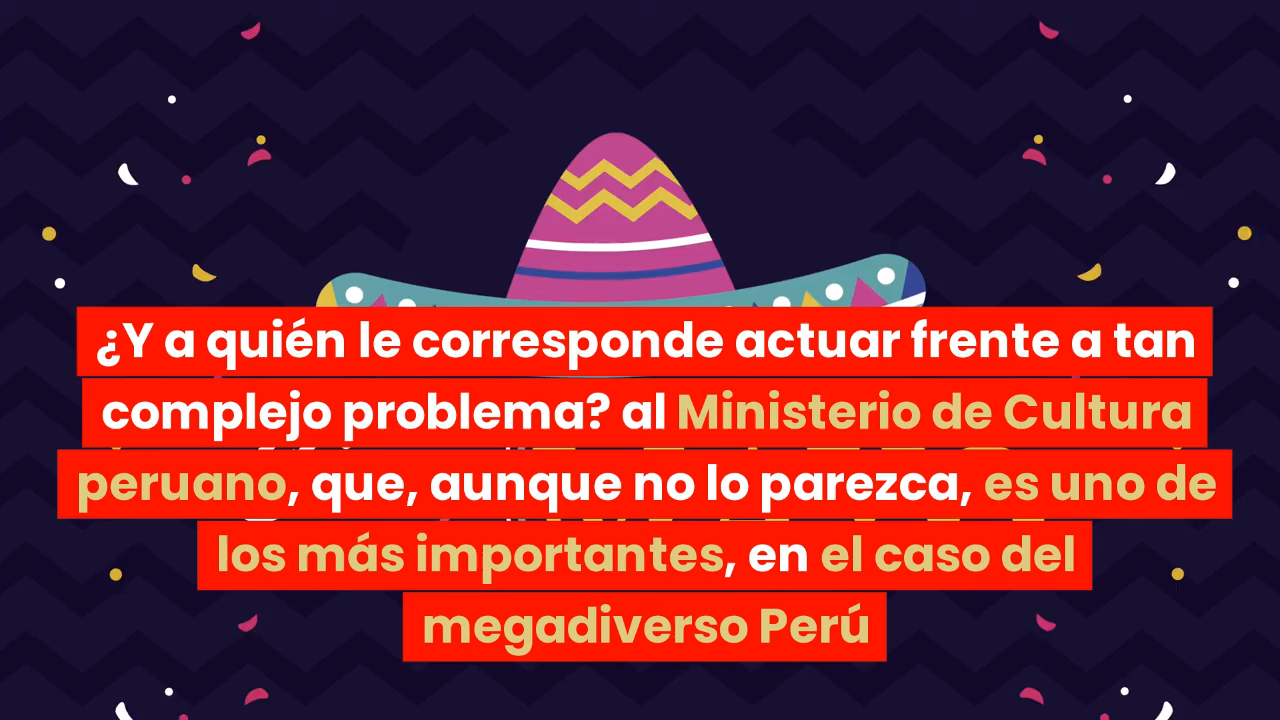 ¿Y a quién le corresponde actuar frente a tan
complejo problema? al Ministerio de Cultura
peruano, que, aunque no lo parezca, es uno de
los más importantes, en el caso del
megadiverso Perú